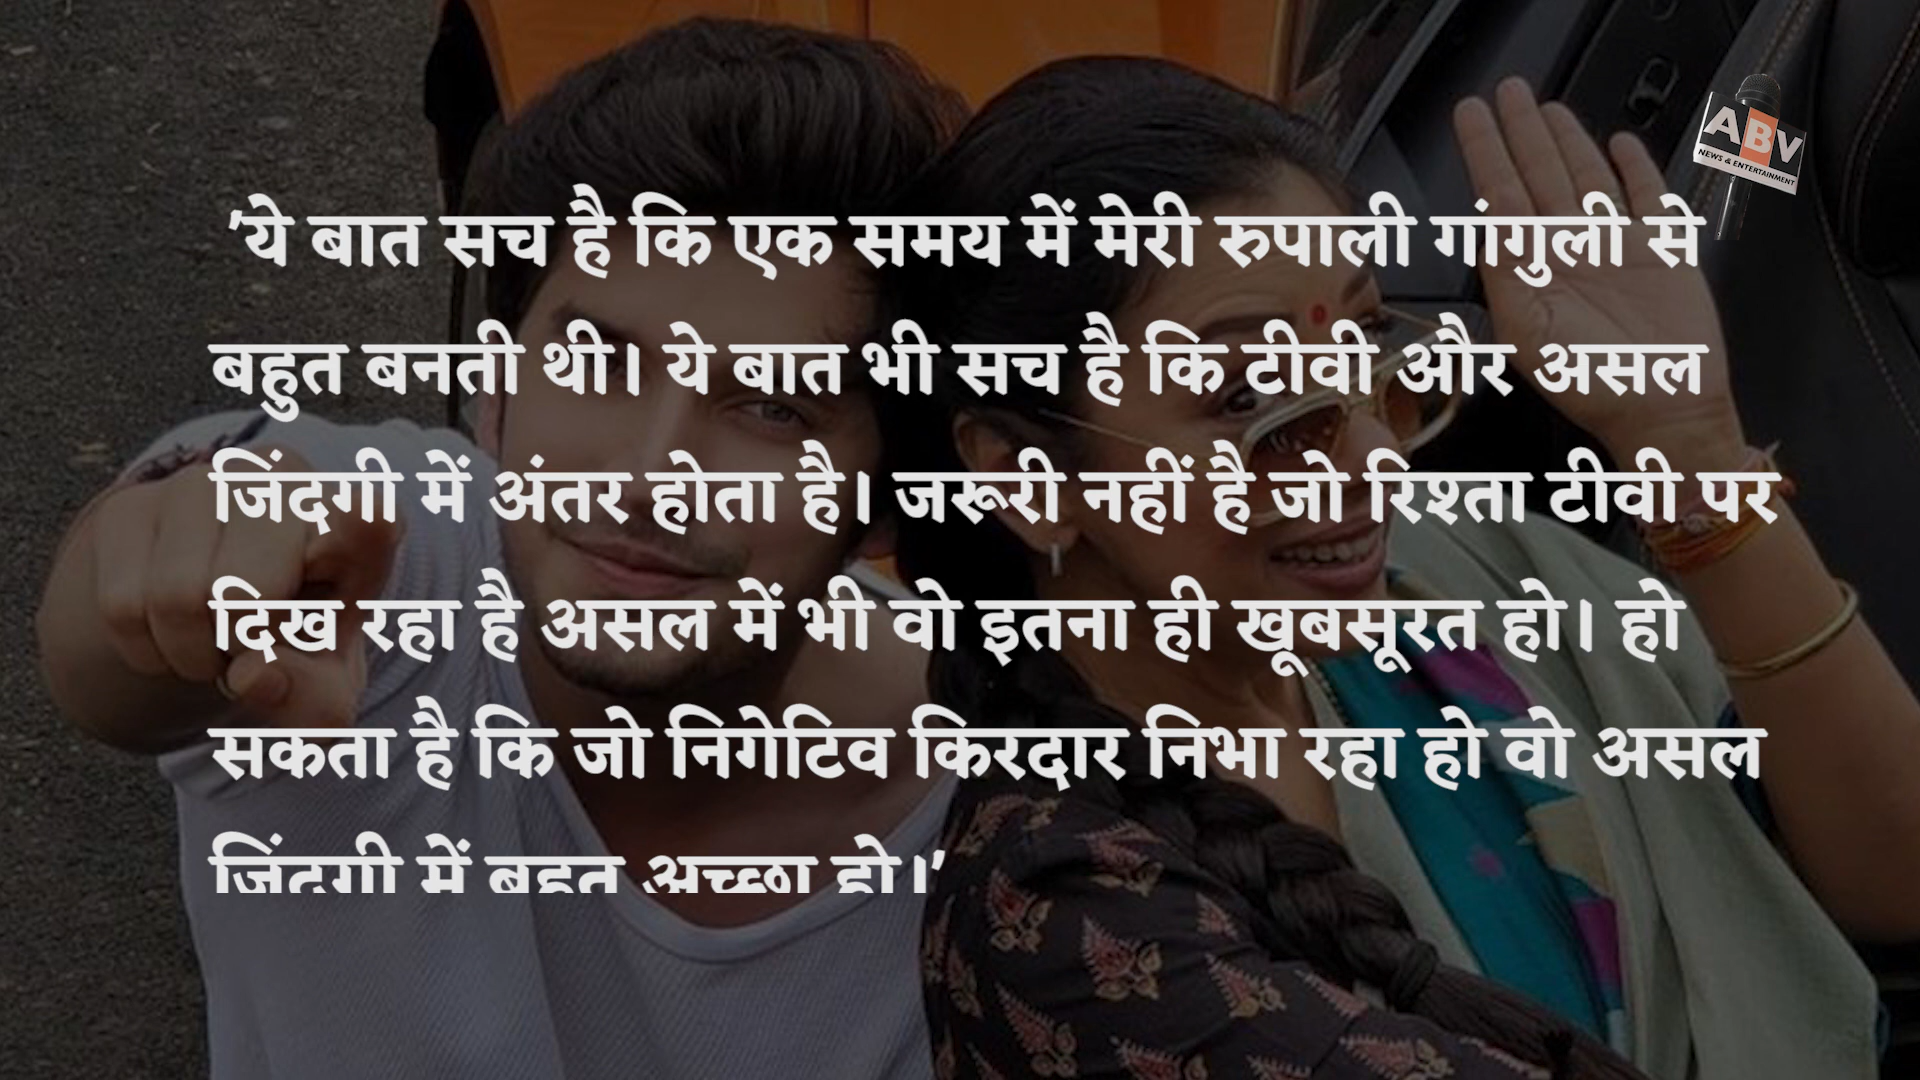 'ये बात सच है कि एक समय में मेरी रुपाली गांगुली से
बहुत बनती थी। ये बात भी सच है कि टीवी और असल
जिंदगी में अंतर होता है। जरूरी नहीं है जो रिश्ता टीवी पर
दिख रहा है असल में भी वो इतना ही खूबसूरत हो। हो
सकता है कि जो निगेटिव किरदार निभा रहा हो वो असल
जिंदगी में बहुत अच्छा हो।'
ABV
NEWS & ENTERTAINMENT